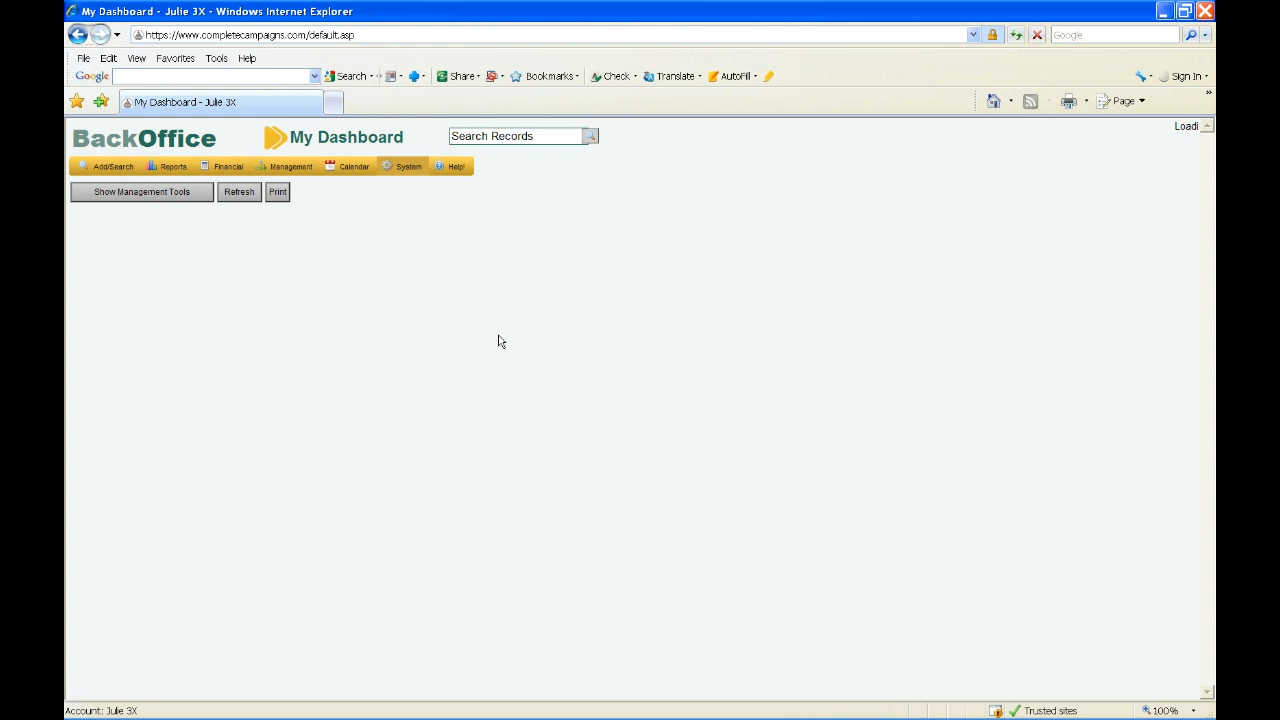 My Dashboard - Julie 3X - Windows Internet Explorer
https://www.completecampaigns.com/default.asp
Google
File Edit View Favorites Tools Help
Google Search Share Bookmarks Check Translate AutoFill Sign In
My Dashboard - Julie 3X
Page
Loadi
BackOffice My Dashboard Search Records
Add/Search Reports Financial Management Calendar System Help!
Show Management Tools Refresh Print
Account: Julie 3X Trusted sites 100%